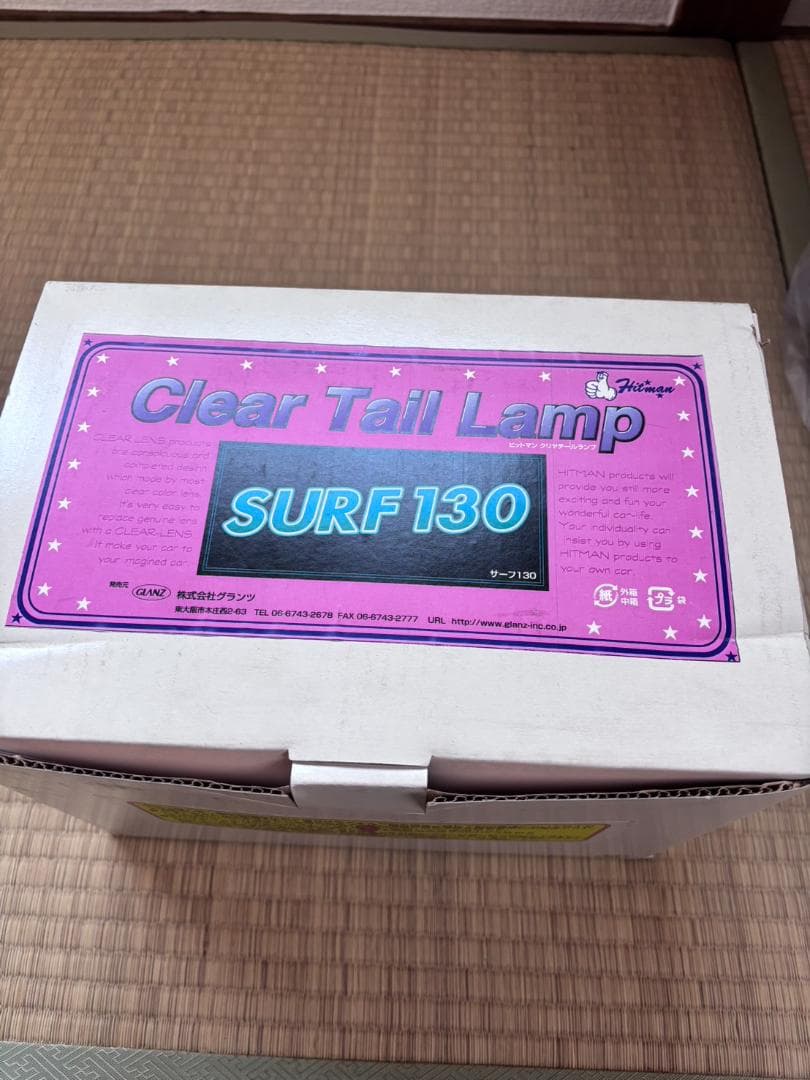 Hitman
Clear Tail Lamp
ヒットマン クリヤテールランプ
CLEAR LENS products
are conspicuous and
completed design
which made by most
clear color lens.
It's very easy to
replace genuine lens
with a CLEAR-LENS.
It make your car to
your imagined car.
SURF 130
サーフ130
HITMAN products will
provide you still more
exciting and fun your
wonderful car-life.
Your individuality can
insist you by using
HITMAN products to
your own car.
発売元 GLANZ 株式会社グランツ
東大阪市本庄西2-63 TEL 06-6743-2678 FAX 06-6743-2777 URL http://www.glanz-inc.co.jp
紙 外箱
中箱
プラ 袋